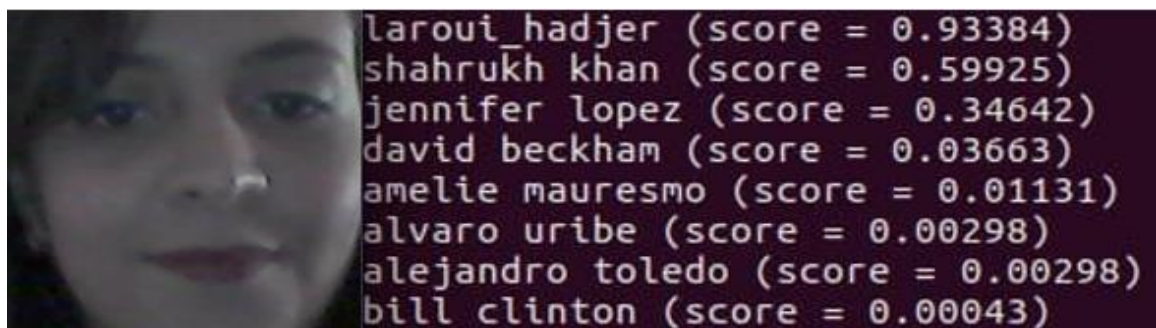 laroui_hadjer (score = 0.93384)
shahrukh khan (score = 0.59925)
jennifer lopez (score = 0.34642)
david beckham (score = 0.03663)
amelie mauresmo (score = 0.01131)
alvaro uribe (score = 0.00298)
alejandro toledo (score = 0.00298)
bill clinton (score = 0.00043)